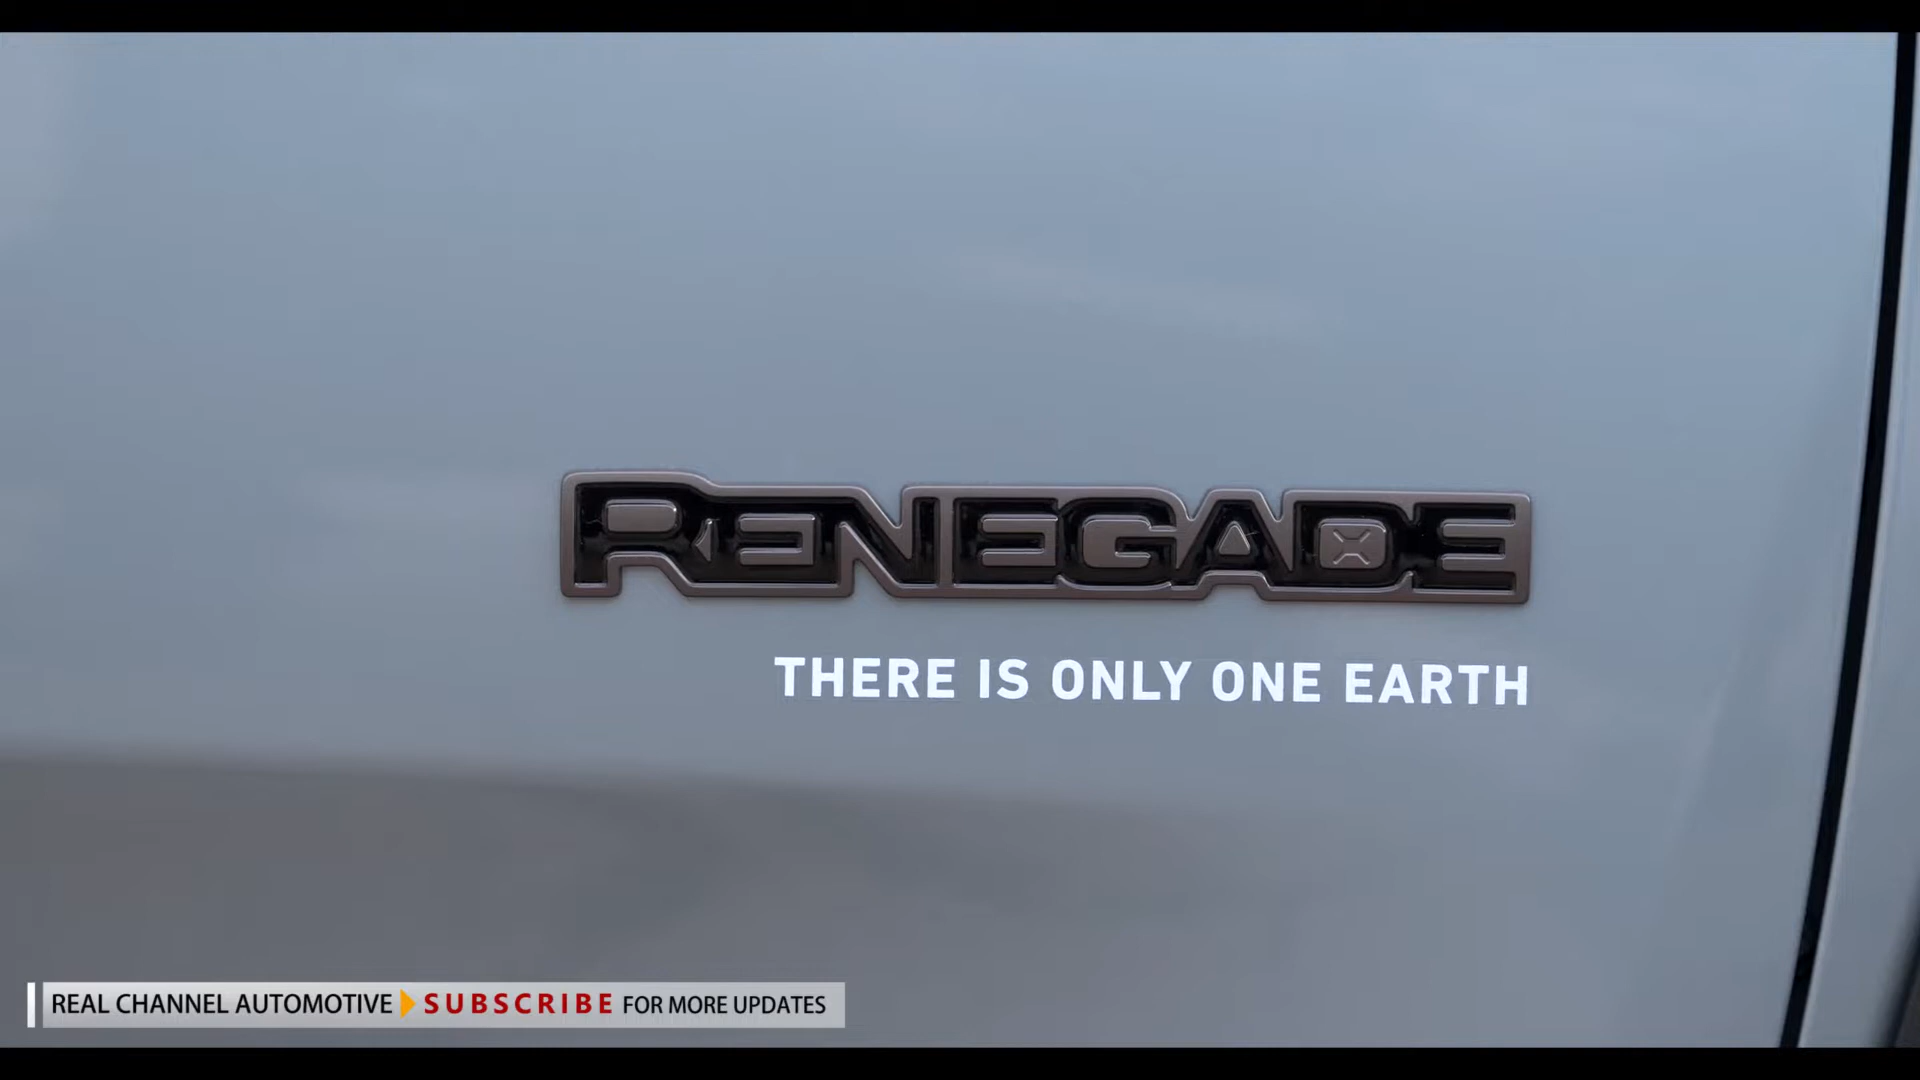 RENEGADE
THERE IS ONLY ONE EARTH
REAL CHANNEL AUTOMOTIVE SUBSCRIBE FOR MORE UPDATES